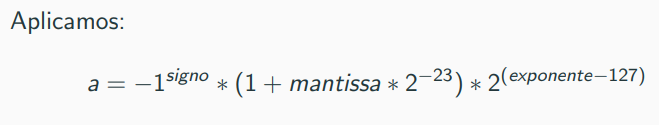 Aplicamos:
a = −1^signo * (1 + mantissa * 2^−23) * 2^(exponente−127)